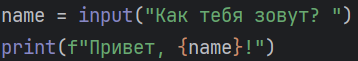 name = input("Как тебя зовут? ")
print(f"Привет, {name}!")